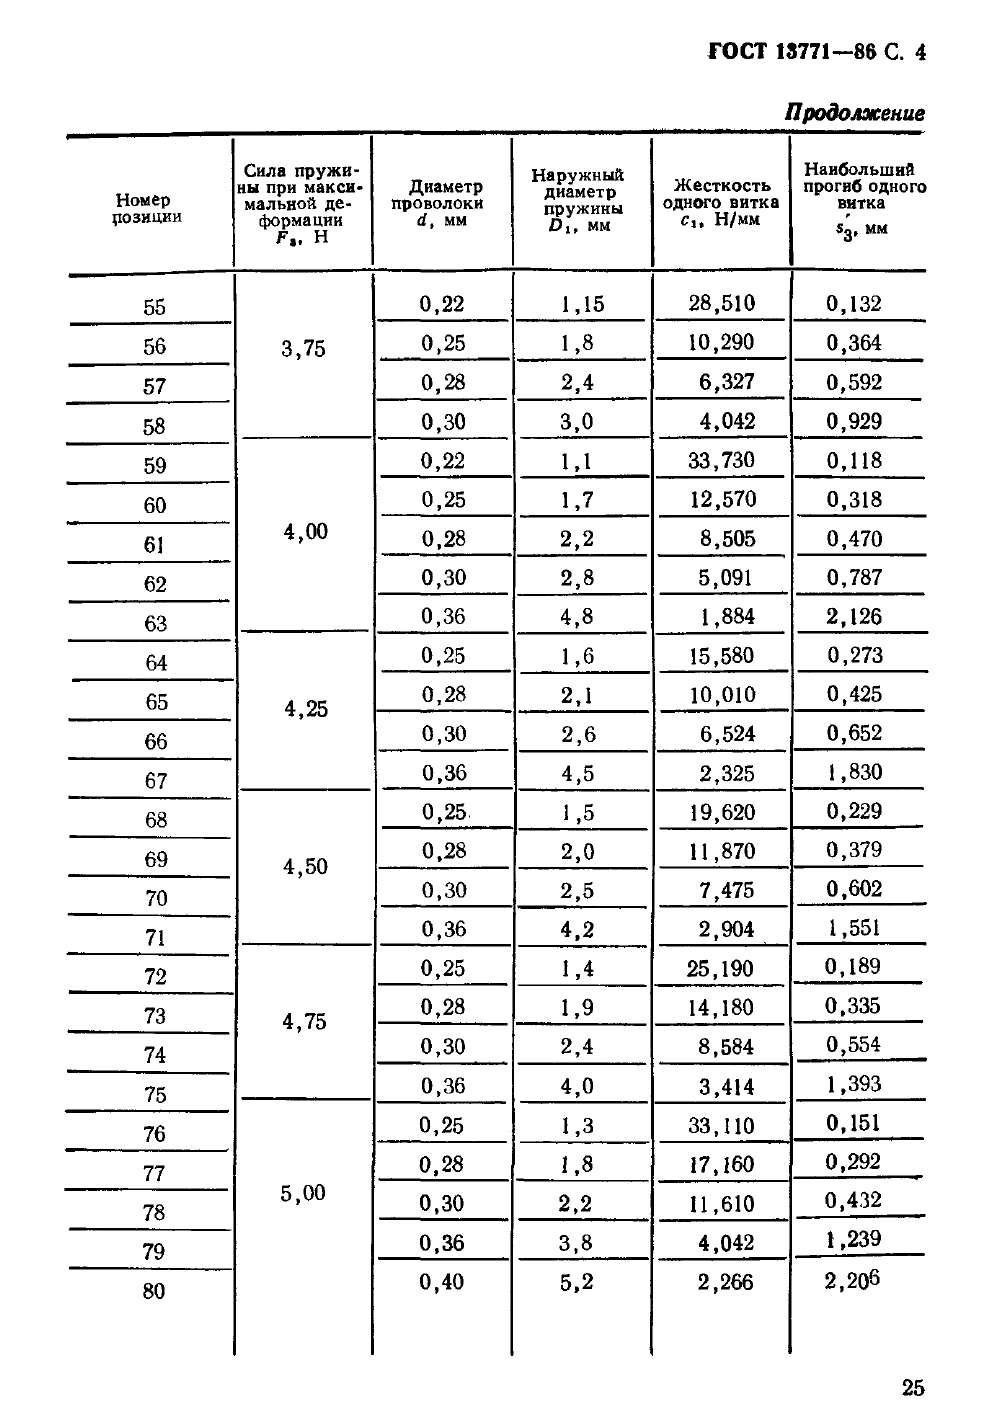 ГОСТ 13771—86 С. 4
Продолжение
Номер позиции
Сила пружи-
ны при макси-
мальной де-
формации
F₃, Н
Диаметр
проволоки
d, мм
Наружный
диаметр
пружины
D₁, мм
Жесткость
одного витка
c₁, Н/мм
Наибольший
прогиб одного
витка
s′₃, мм
55 3,75 0,22 1,15 28,510 0,132
56 0,25 1,8 10,290 0,364
57 0,28 2,4 6,327 0,592
58 0,30 3,0 4,042 0,929
59 4,00 0,22 1,1 33,730 0,118
60 0,25 1,7 12,570 0,318
61 0,28 2,2 8,505 0,470
62 0,30 2,8 5,091 0,787
63 0,36 4,8 1,884 2,126
64 4,25 0,25 1,6 15,580 0,273
65 0,28 2,1 10,010 0,425
66 0,30 2,6 6,524 0,652
67 0,36 4,5 2,325 1,830
68 4,50 0,25 1,5 19,620 0,229
69 0,28 2,0 11,870 0,379
70 0,30 2,5 7,475 0,602
71 0,36 4,2 2,904 1,551
72 4,75 0,25 1,4 25,190 0,189
73 0,28 1,9 14,180 0,335
74 0,30 2,4 8,584 0,554
75 0,36 4,0 3,414 1,393
76 5,00 0,25 1,3 33,110 0,151
77 0,28 1,8 17,160 0,292
78 0,30 2,2 11,610 0,432
79 0,36 3,8 4,042 1,239
80 0,40 5,2 2,266 2,206
25